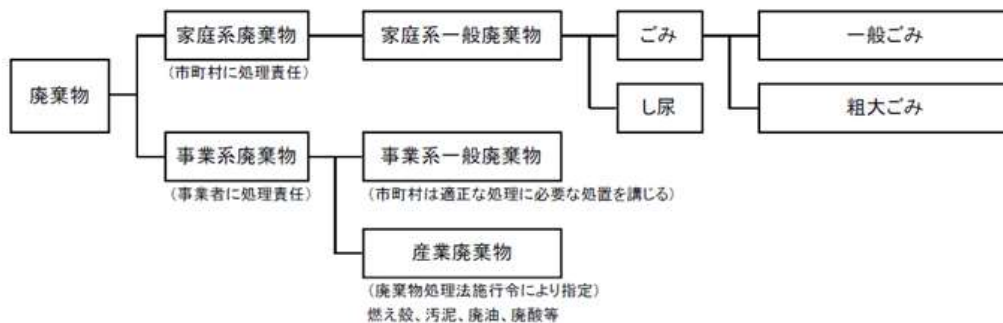 家庭系廃棄物
家庭系一般廃棄物
ごみ
一般ごみ
(市町村に処理責任)
廃棄物
し尿
粗大ごみ
事業系廃棄物
事業系一般廃棄物
(事業者に処理責任)
(市町村は適正な処理に必要な処置を講じる)
産業廃棄物
(廃棄物処理法施行令により指定)
燃え殻、汚泥、廃油、廃酸等